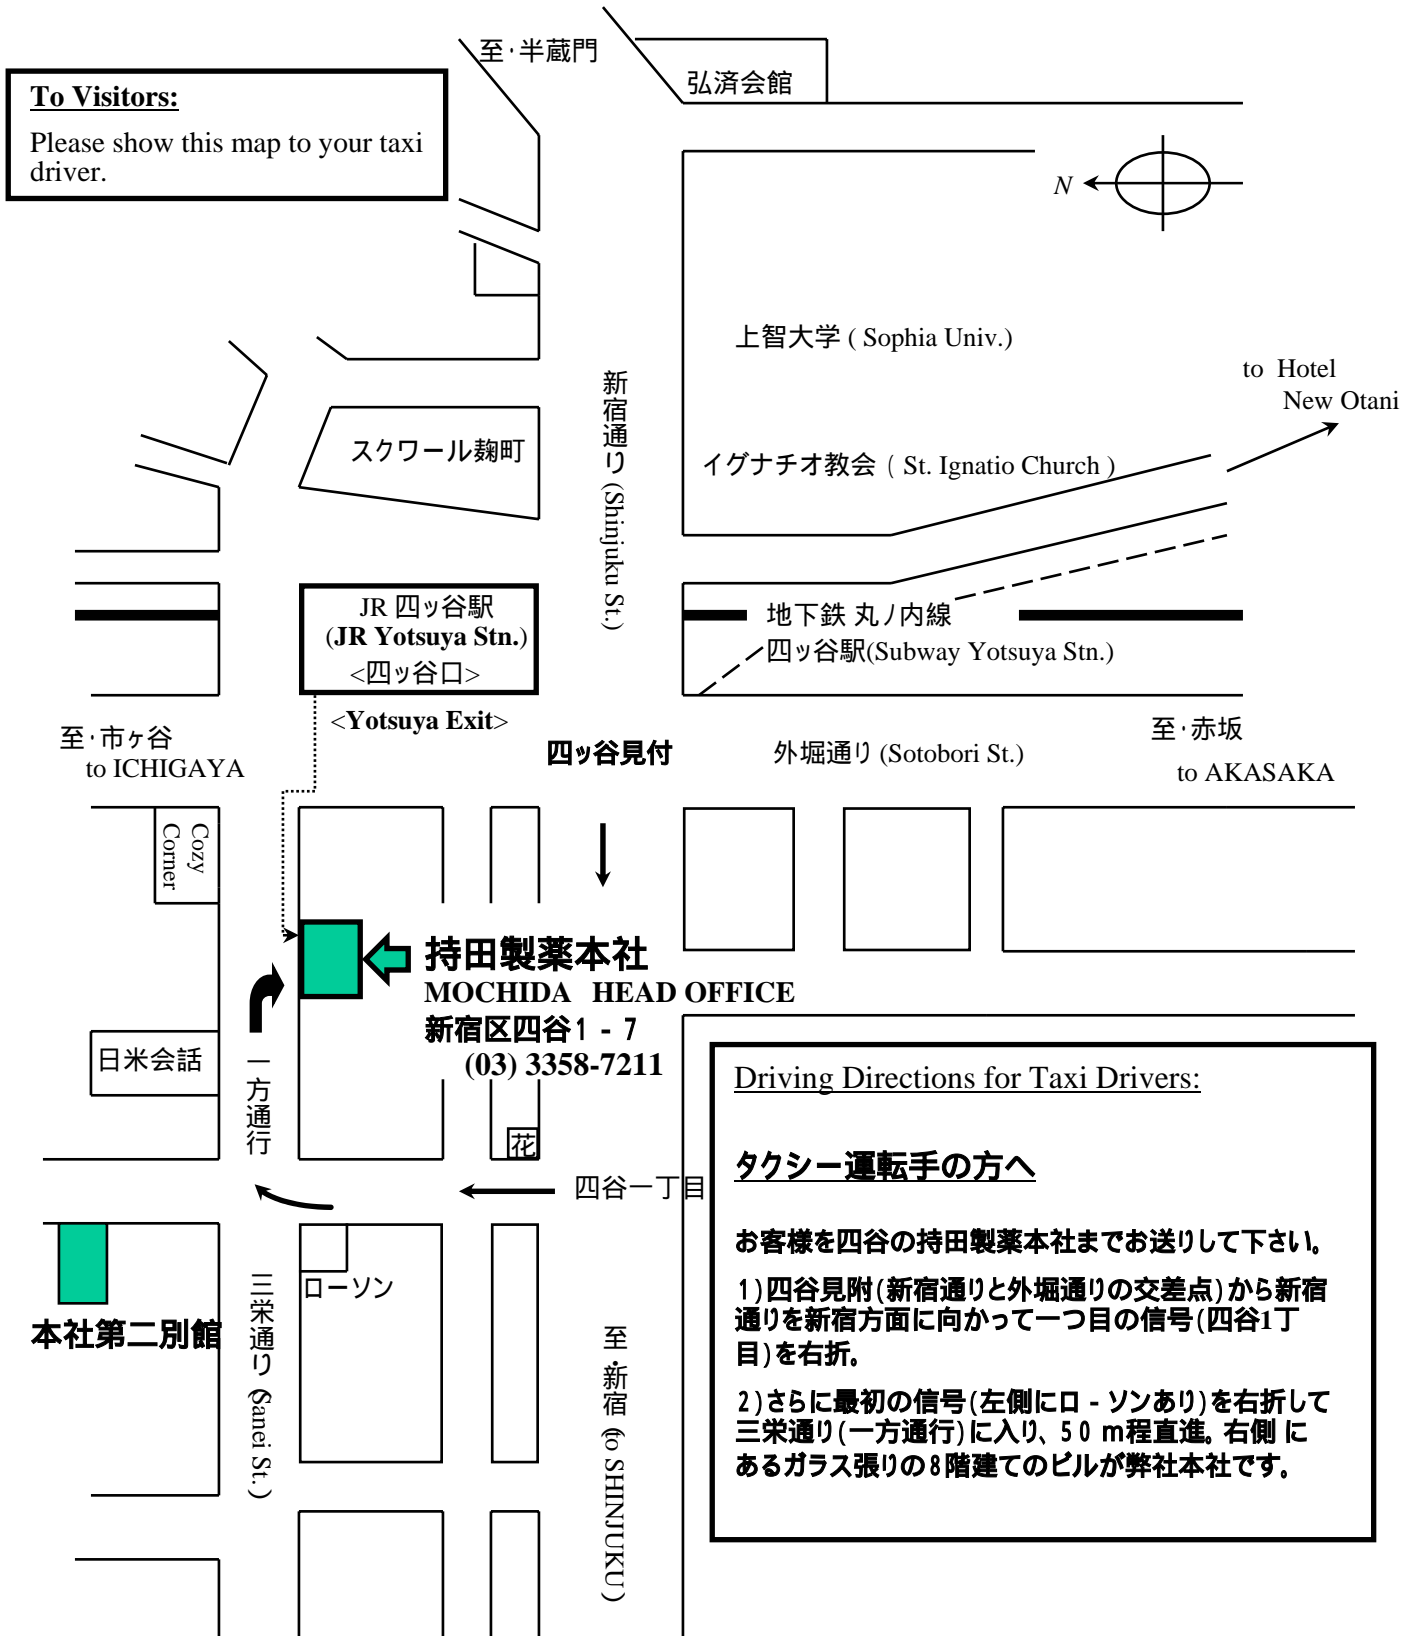 至・半蔵門
弘済会館
To Visitors:
Please show this map to your taxi
driver.
N
上智大学 ( Sophia Univ.)
to Hotel
New Otani
新宿通り (Shinjuku St.)
スクワール麹町
イグナチオ教会 ( St. Ignatio Church )
JR 四ッ谷駅
(JR Yotsuya Stn.)
<四ッ谷口>
<Yotsuya Exit>
地下鉄 丸ノ内線
四ッ谷駅(Subway Yotsuya Stn.)
至・市ヶ谷
to ICHIGAYA
四ッ谷見付
外堀通り (Sotobori St.)
至・赤坂
to AKASAKA
Cozy
Corner
持田製薬本社
MOCHIDA HEAD OFFICE
新宿区四谷1 - 7
(03) 3358-7211
日米会話
一方通行
花
四谷一丁目
ローソン
本社第二別館
三栄通り (Sanei St.)
至・新宿 (to SHINJUKU)
Driving Directions for Taxi Drivers:
タクシー運転手の方へ
お客様を四谷の持田製薬本社までお送りして下さい。
1)四谷見附(新宿通りと外堀通りの交差点)から新宿
通りを新宿方面に向かって一つ目の信号(四谷1丁
目)を右折。
2)さらに最初の信号(左側にロ - ソンあり)を右折して
三栄通り(一方通行)に入り、50 m程直進。右側 に
あるガラス張りの8階建てのビルが弊社本社です。